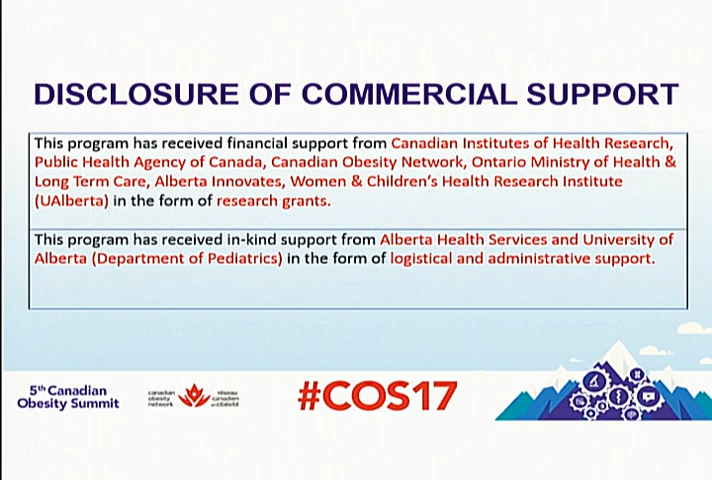 DISCLOSURE OF COMMERCIAL SUPPORT
This program has received financial support from Canadian Institutes of Health Research,
Public Health Agency of Canada, Canadian Obesity Network, Ontario Ministry of Health &
Long Term Care, Alberta Innovates, Women & Children's Health Research Institute
(UAlberta) in the form of research grants.
This program has received in-kind support from Alberta Health Services and University of
Alberta (Department of Pediatrics) in the form of logistical and administrative support.
5th Canadian
Obesity Summit
canadian
obesity
network
réseau
canadien
en obésité
#COS17